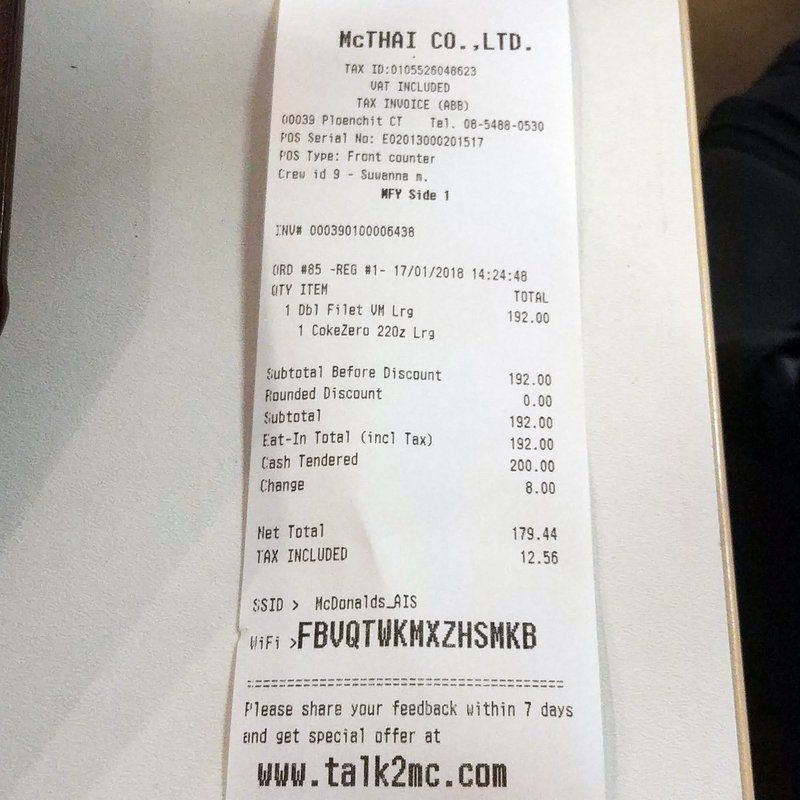 McTHAI CO.,LTD.
TAX ID:0105526048623
VAT INCLUDED
TAX INVOICE (ABB)
00039 Ploenchit CT Tel. 08-5488-0530
POS Serial No: E02013000201517
POS Type: Front counter
Crew id 9 - Suwanna m.
MFY Side 1
INV# 000390100006438
ORD #85 -REG #1- 17/01/2018 14:24:48
QTY ITEM TOTAL
1 Dbl Filet VM Lrg 192.00
1 CokeZero 22Oz Lrg
Subtotal Before Discount 192.00
Rounded Discount 0.00
Subtotal 192.00
Eat-In Total (incl Tax) 192.00
Cash Tendered 200.00
Change 8.00
Net Total 179.44
TAX INCLUDED 12.56
SSID > McDonalds_AIS
WiFi >FBVQTWKMXZHSMKB
======================================
Please share your feedback within 7 days
and get special offer at
www.talk2mc.com